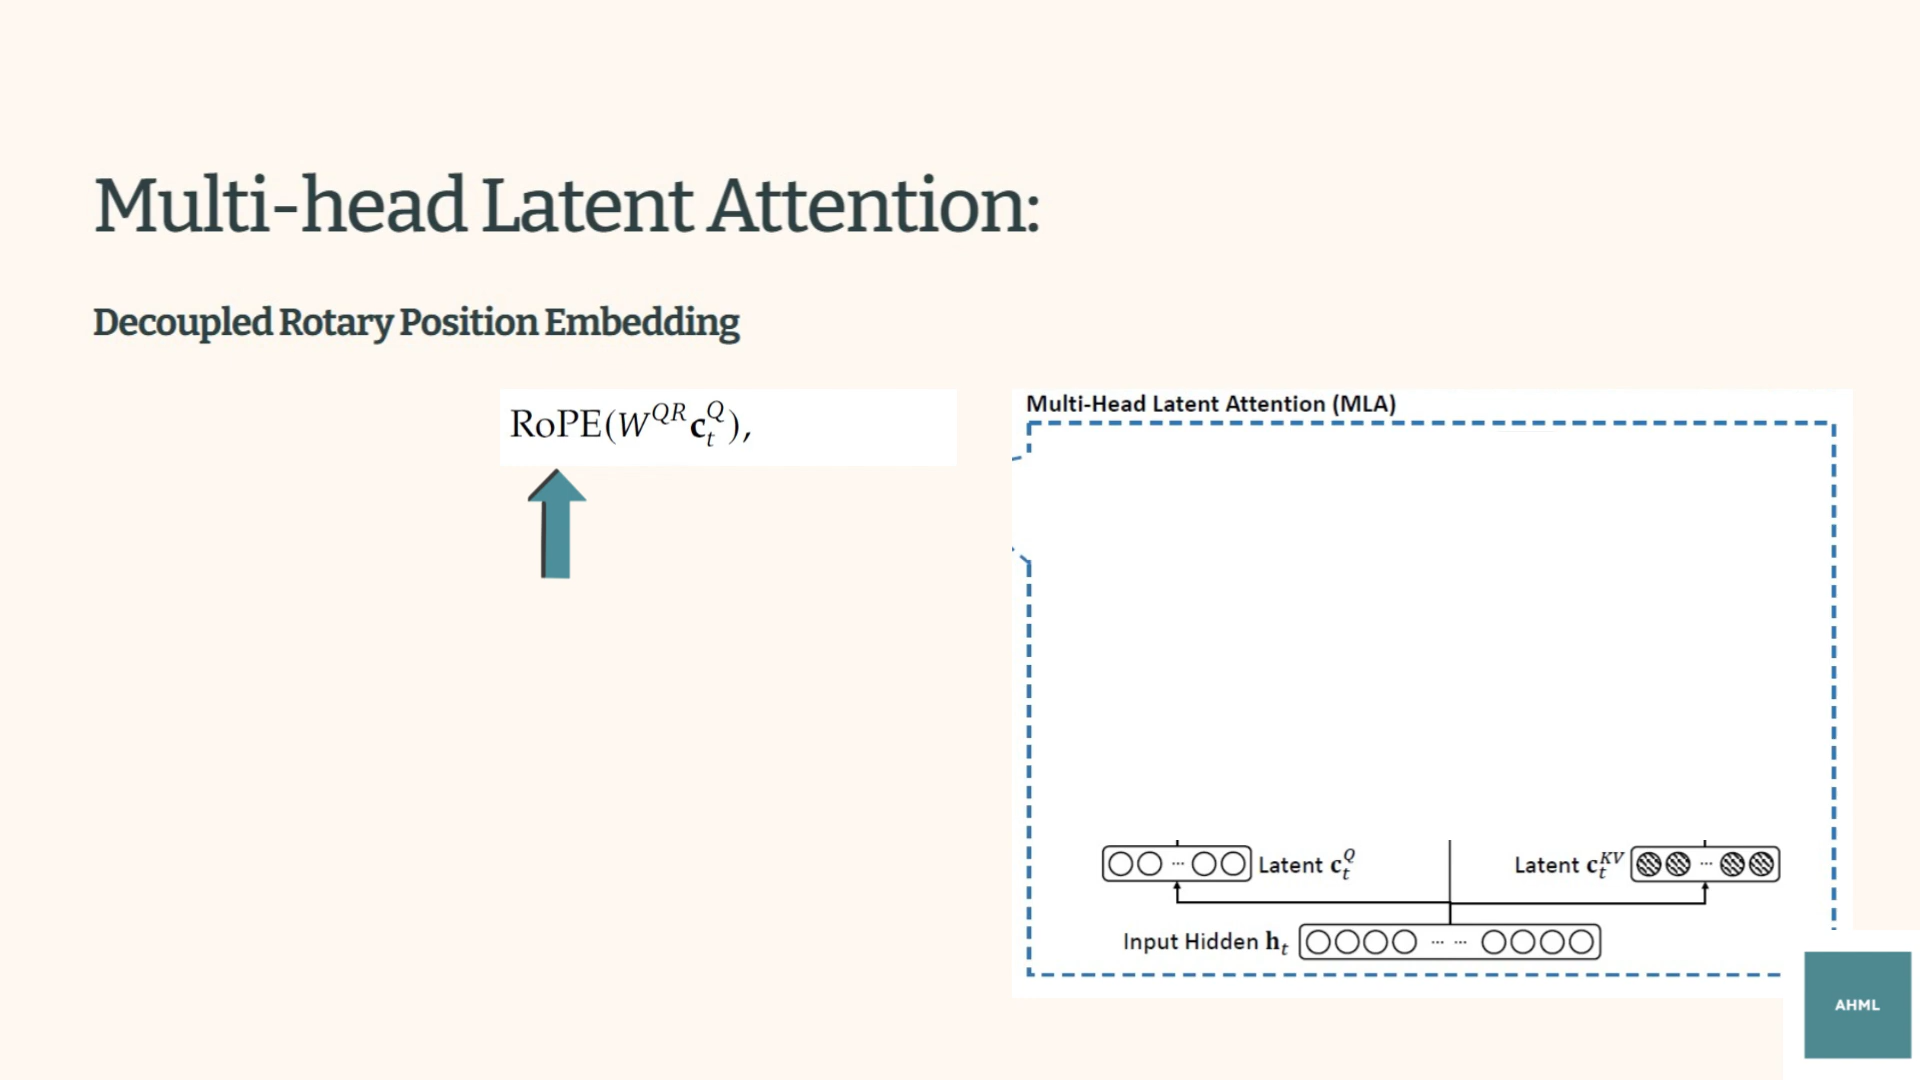 Multi-head Latent Attention:
Decoupled Rotary Position Embedding
RoPE(W^{QR} c_t^Q),
Multi-Head Latent Attention (MLA)
Latent c_t^Q
Latent c_t^{KV}
Input Hidden h_t
AHML